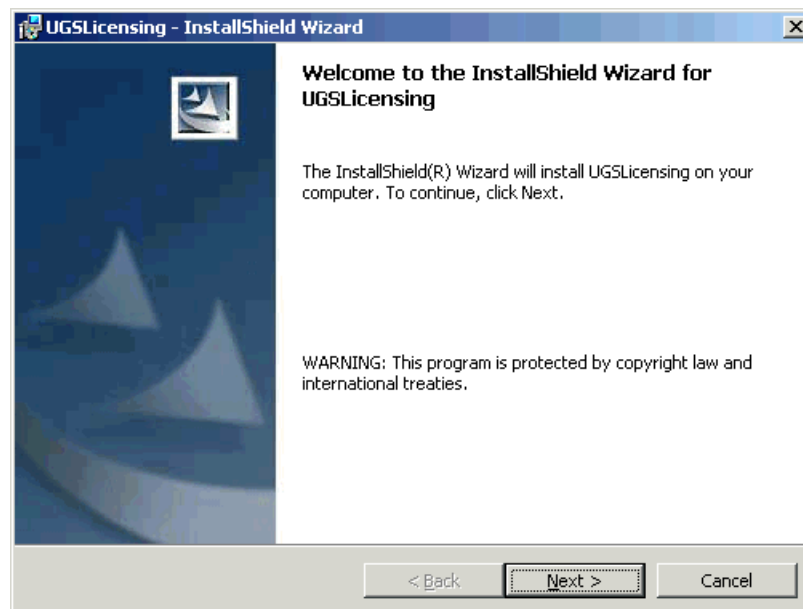 UGSLicensing - InstallShield Wizard
Welcome to the InstallShield Wizard for
UGSLicensing
The InstallShield(R) Wizard will install UGSLicensing on your
computer. To continue, click Next.
WARNING: This program is protected by copyright law and
international treaties.
< Back
Next >
Cancel